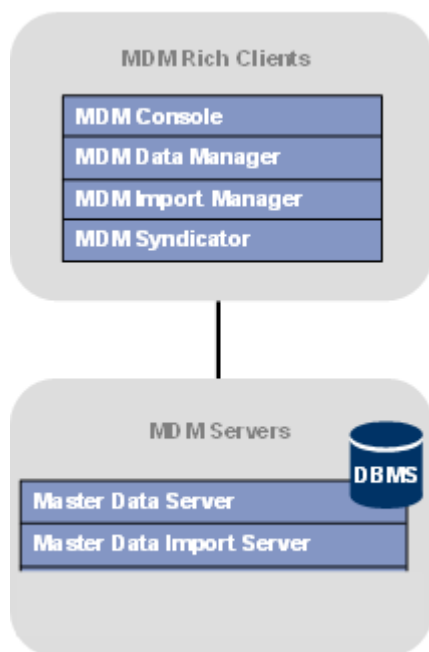 MDM Rich Clients
MDM Console
MDM Data Manager
MDM Import Manager
MDM Syndicator
MDM Servers
DBMS
Master Data Server
Master Data Import Server